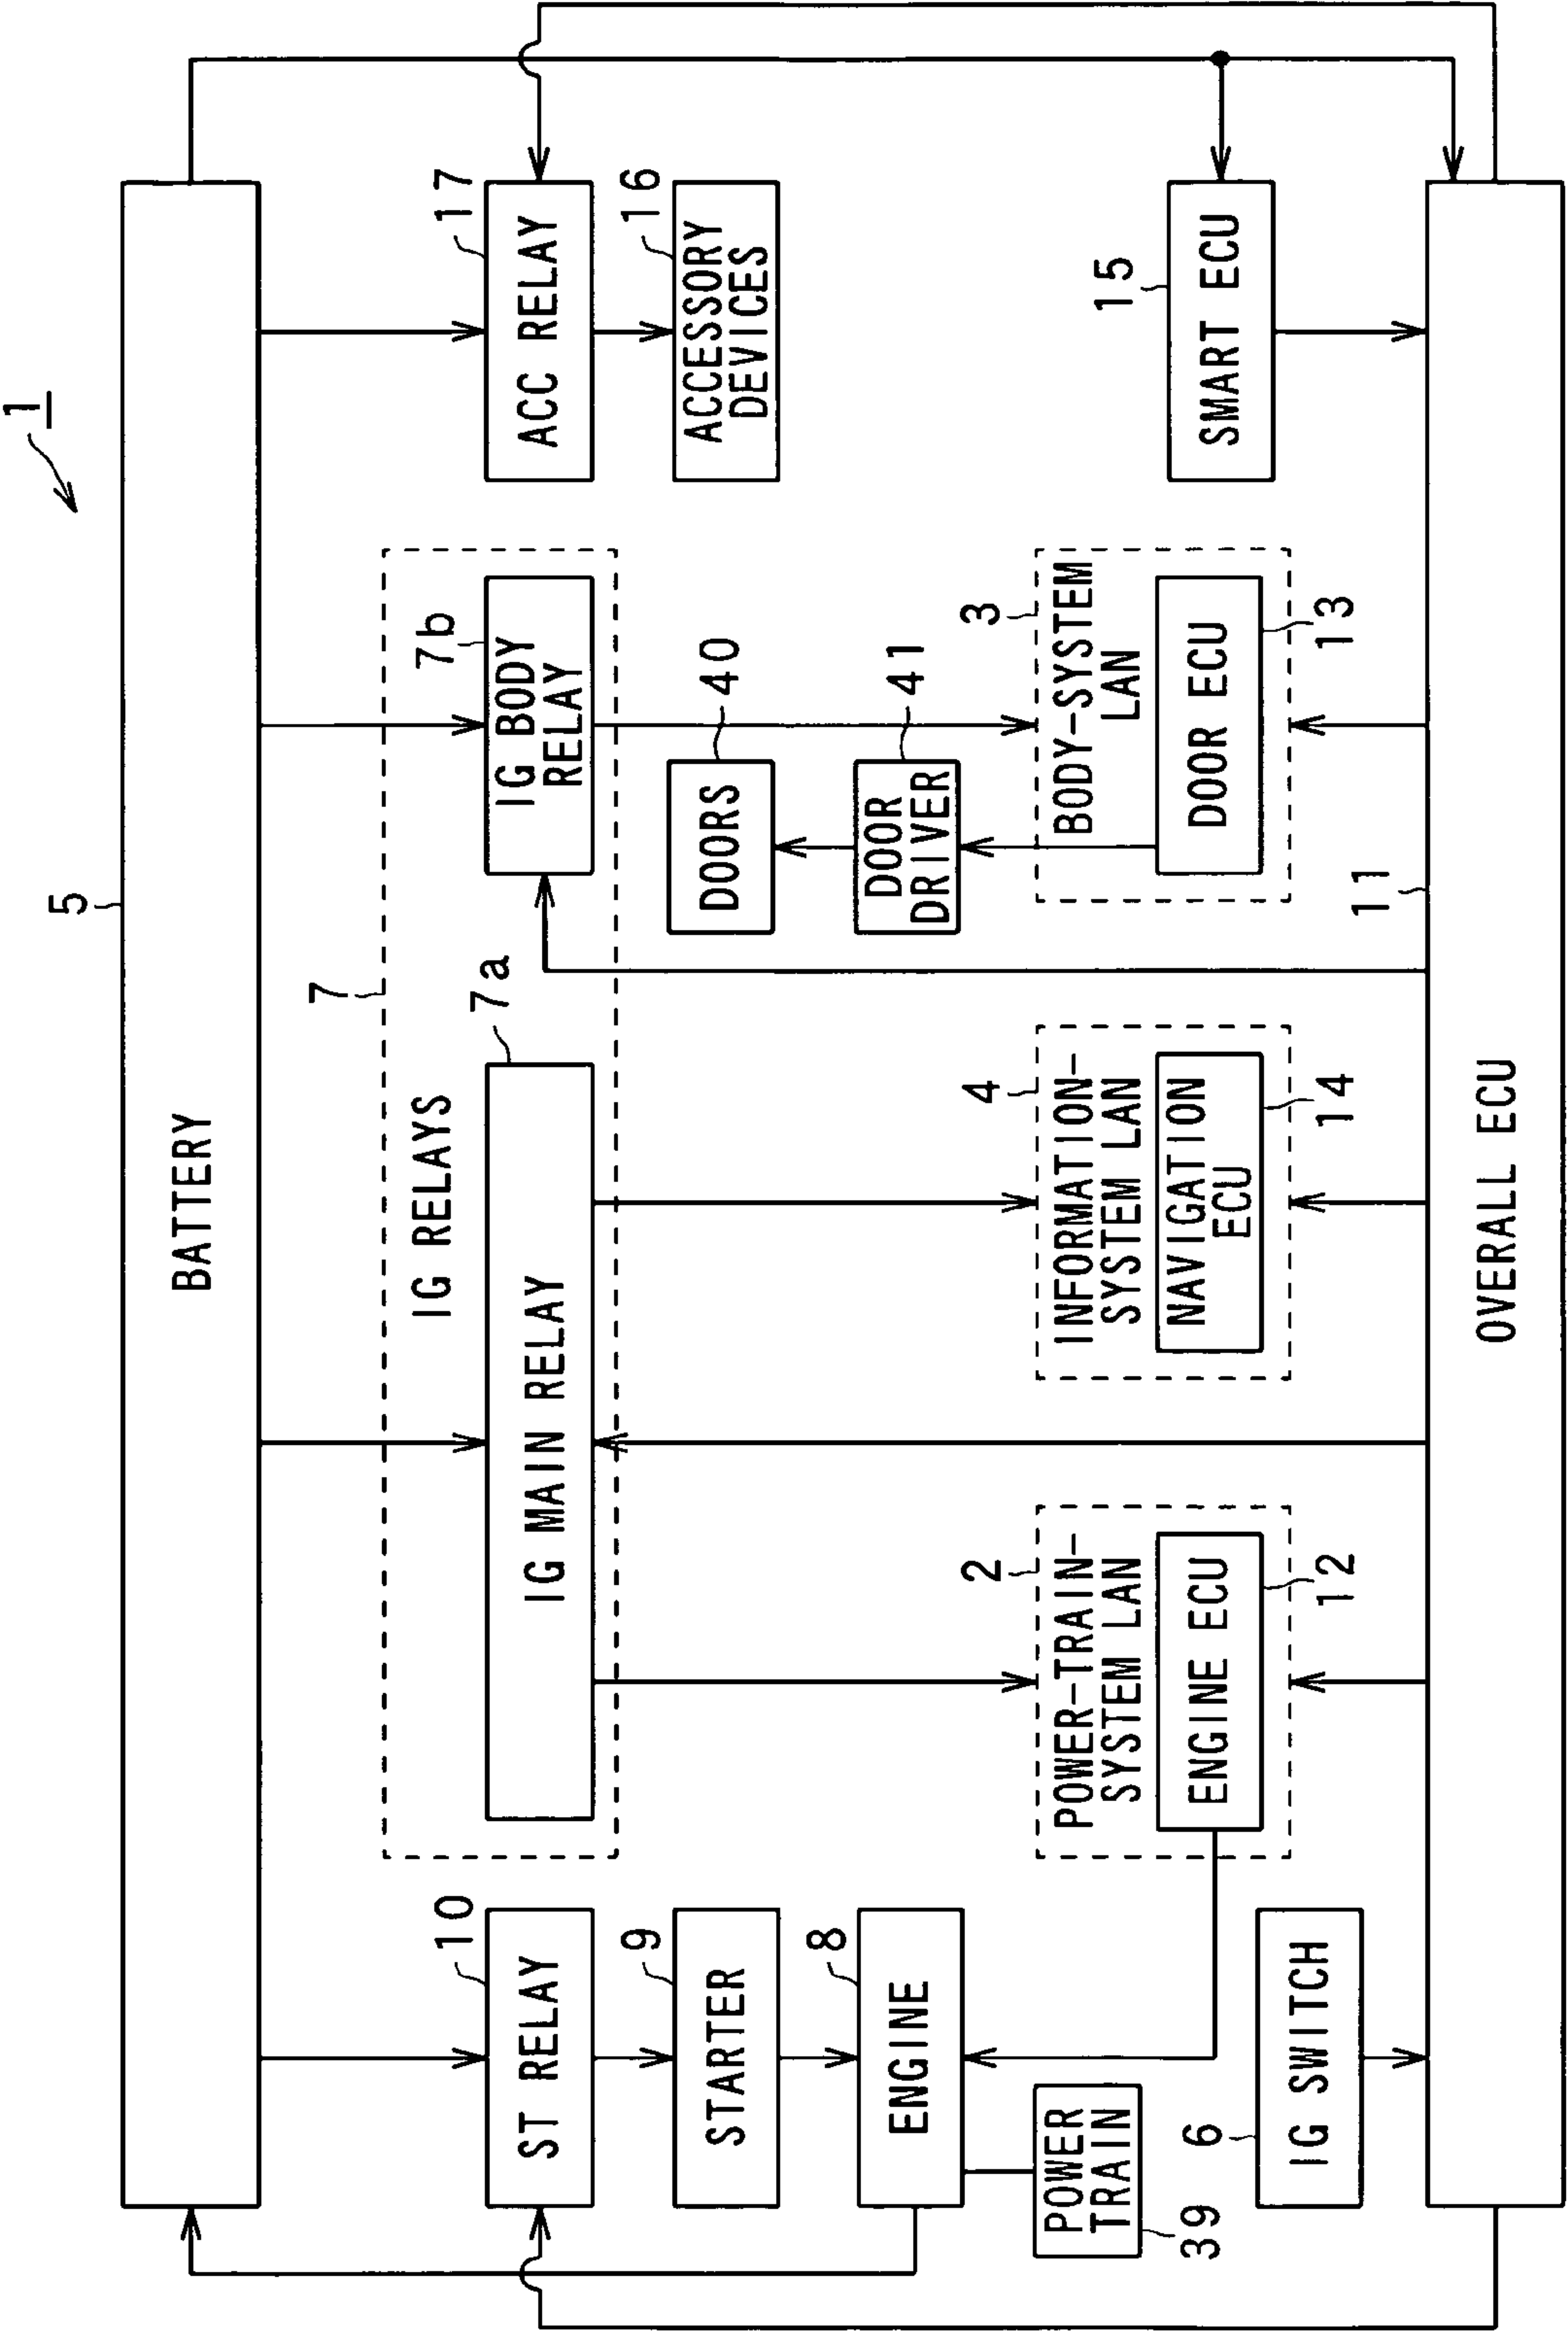 1
5
BATTERY
7
IG RELAYS
10
ST RELAY
7a
IG MAIN RELAY
7b
IG BODY
RELAY
17
ACC RELAY
9
STARTER
40
DOORS
16
ACCESSORY
DEVICES
8
ENGINE
41
DOOR
DRIVER
39
POWER
TRAIN
2
POWER-TRAIN-
SYSTEM LAN
ENGINE ECU
12
4
INFORMATION-
SYSTEM LAN
NAVIGATION
ECU
14
3
BODY-SYSTEM
LAN
DOOR ECU
13
15
SMART ECU
6
IG SWITCH
11
OVERALL ECU